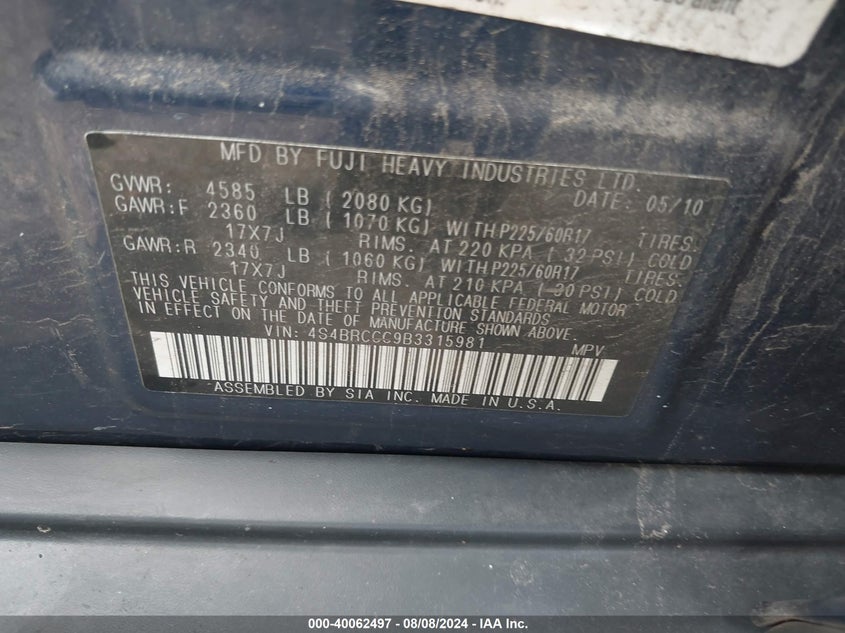 MFD BY FUJI HEAVY INDUSTRIES LTD.
GVWR: 4585 LB ( 2080 KG) DATE: 05/10
GAWR:F 2360 LB ( 1070 KG) WITH P225/60R17 TIRES.
17X7J RIMS. AT 220 KPA ( 32 PSI) COLD
GAWR:R 2340 LB ( 1060 KG) WITH P225/60R17 TIRES.
17X7J RIMS. AT 210 KPA ( 30 PSI) COLD
THIS VEHICLE CONFORMS TO ALL APPLICABLE FEDERAL MOTOR
VEHICLE SAFETY AND THEFT PREVENTION STANDARDS
IN EFFECT ON THE DATE OF MANUFACTURE SHOWN ABOVE.
VIN: 4S4BRCCC9B3315981 MPV
ASSEMBLED BY SIA INC. MADE IN U.S.A.
000-40062497 - 08/08/2024 - IAA Inc.